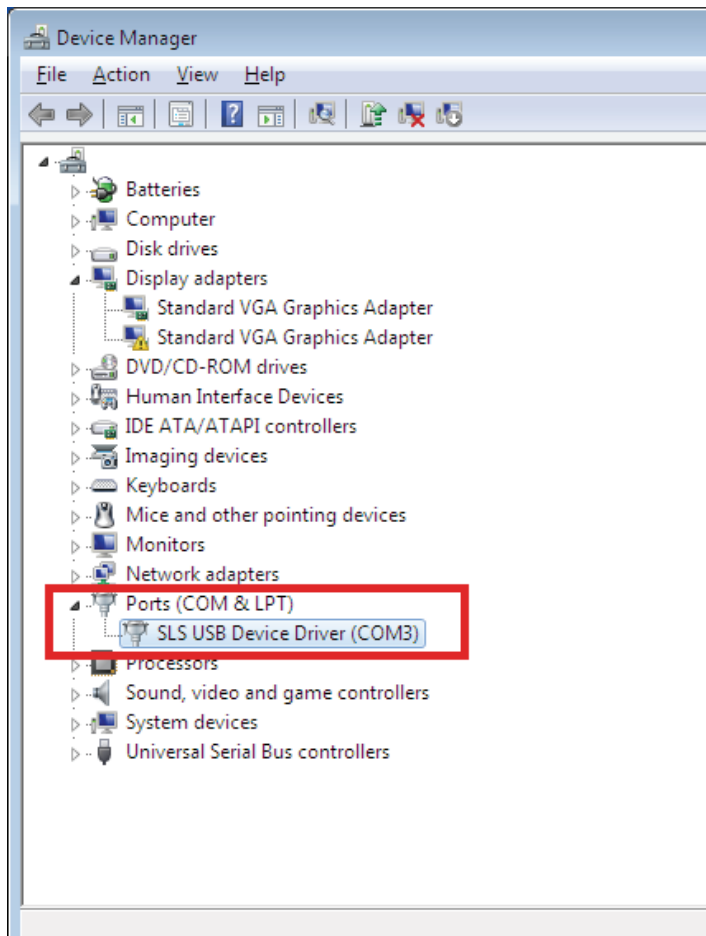 Device Manager
File Action View Help
Batteries
Computer
Disk drives
Display adapters
Standard VGA Graphics Adapter
Standard VGA Graphics Adapter
DVD/CD-ROM drives
Human Interface Devices
IDE ATA/ATAPI controllers
Imaging devices
Keyboards
Mice and other pointing devices
Monitors
Network adapters
Ports (COM & LPT)
SLS USB Device Driver (COM3)
Processors
Sound, video and game controllers
System devices
Universal Serial Bus controllers